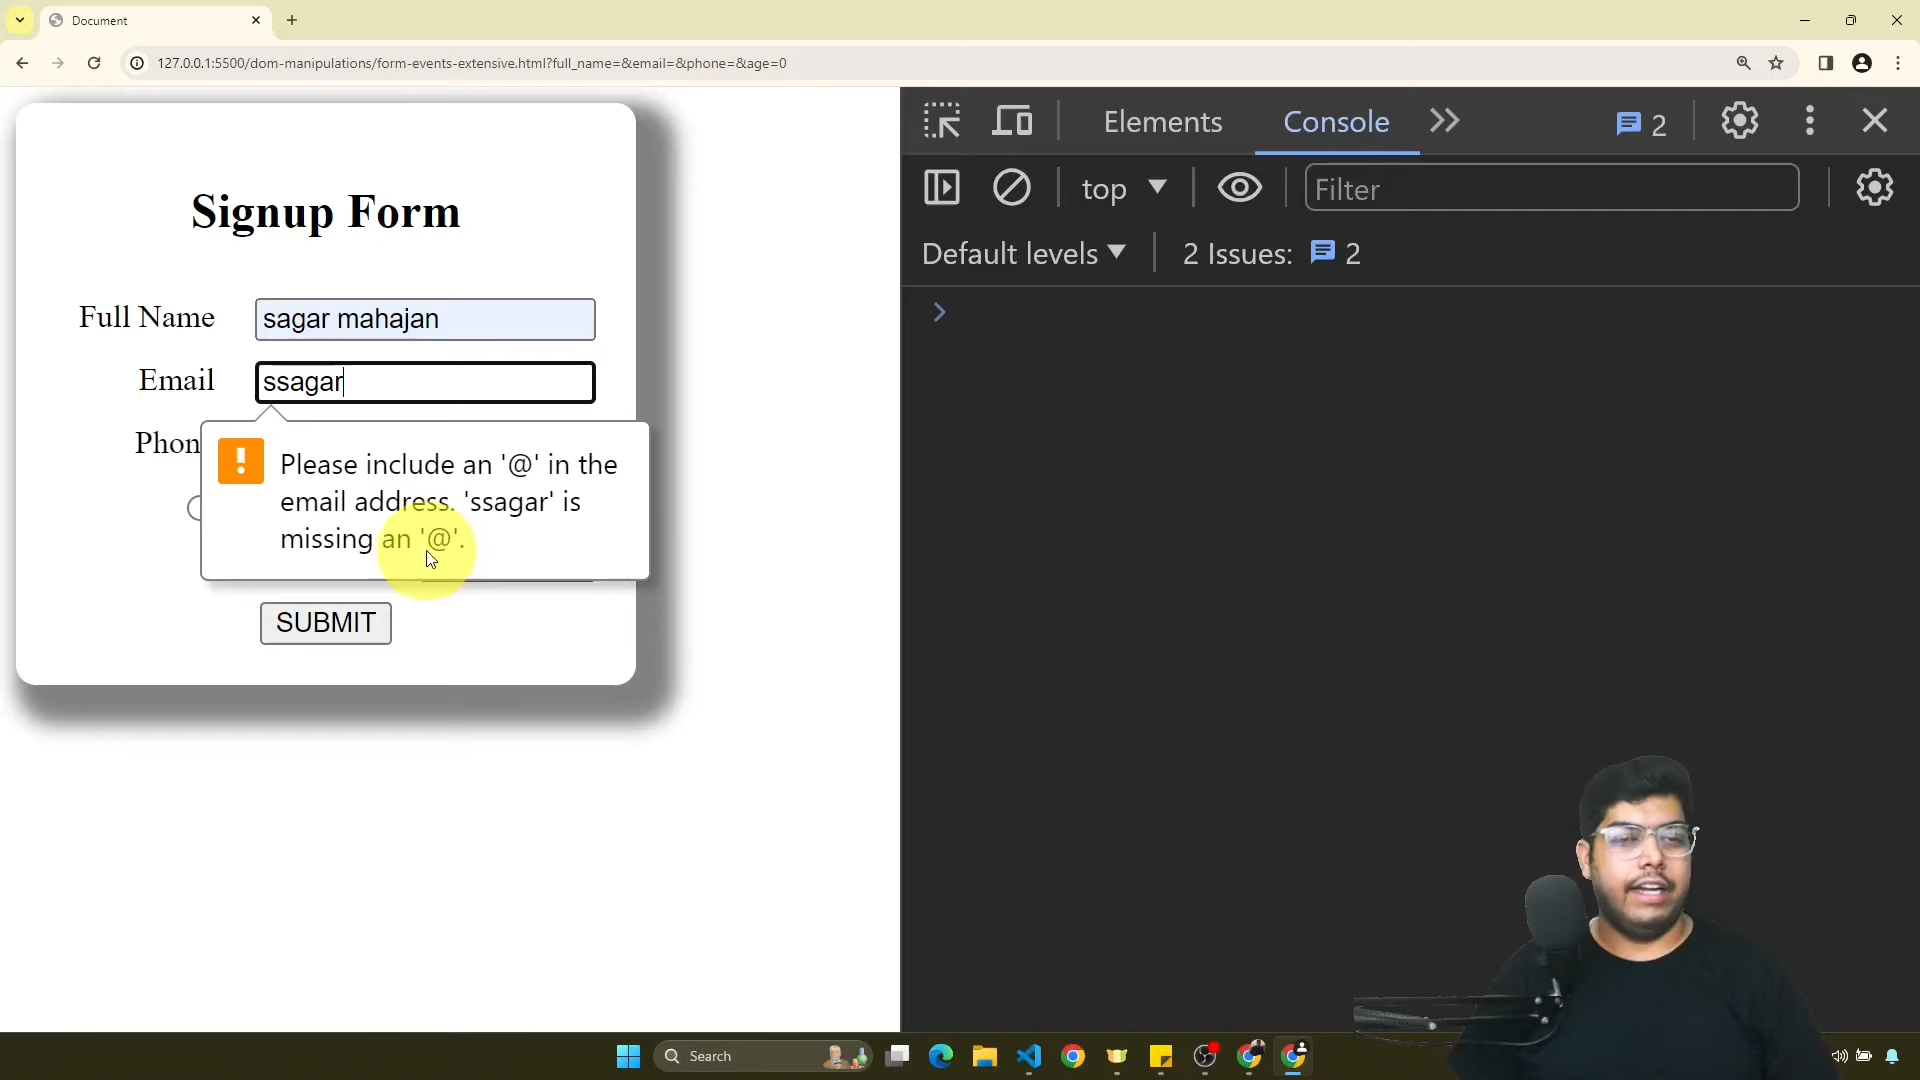 Document
127.0.0.1:5500/dom-manipulations/form-events-extensive.html?full_name=&email=&phone=&age=0
Elements
Console
2
top
Filter
Default levels
2 Issues:
2
Signup Form
Full Name
sagar mahajan
Email
ssagar
Phon
Please include an '@' in the
email address. 'ssagar' is
missing an '@'.
SUBMIT
Search